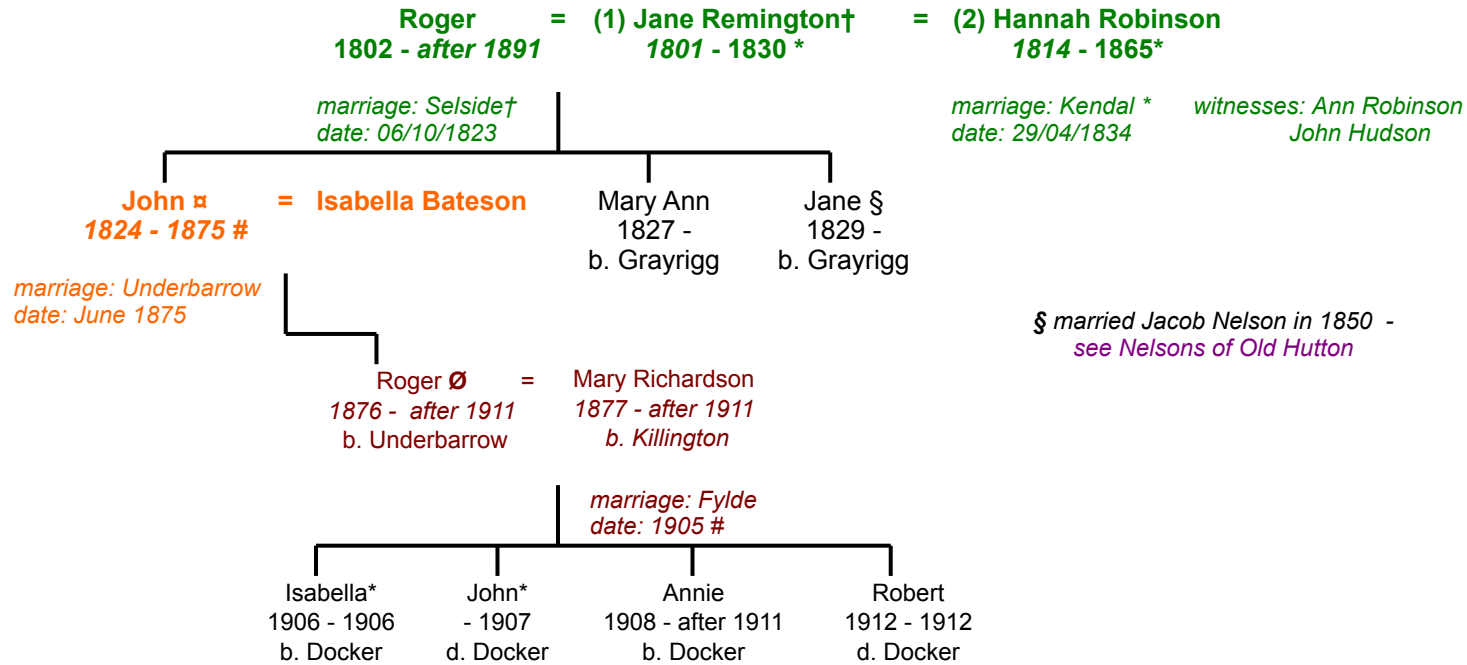 Roger = (1) Jane Remington† = (2) Hannah Robinson
1802 - after 1891 1801 - 1830 * 1814 - 1865*
marriage: Selside† marriage: Kendal * witnesses: Ann Robinson
date: 06/10/1823 date: 29/04/1834 John Hudson
John ¤ = Isabella Bateson Mary Ann Jane §
1824 - 1875 # 1827 - 1829 -
b. Grayrigg b. Grayrigg
marriage: Underbarrow
date: June 1875
§ married Jacob Nelson in 1850 -
see Nelsons of Old Hutton
Roger Ø = Mary Richardson
1876 - after 1911 1877 - after 1911
b. Underbarrow b. Killington
marriage: Fylde
date: 1905 #
Isabella* John* Annie Robert
1906 - 1906 - 1907 1908 - after 1911 1912 - 1912
b. Docker d. Docker b. Docker d. Docker